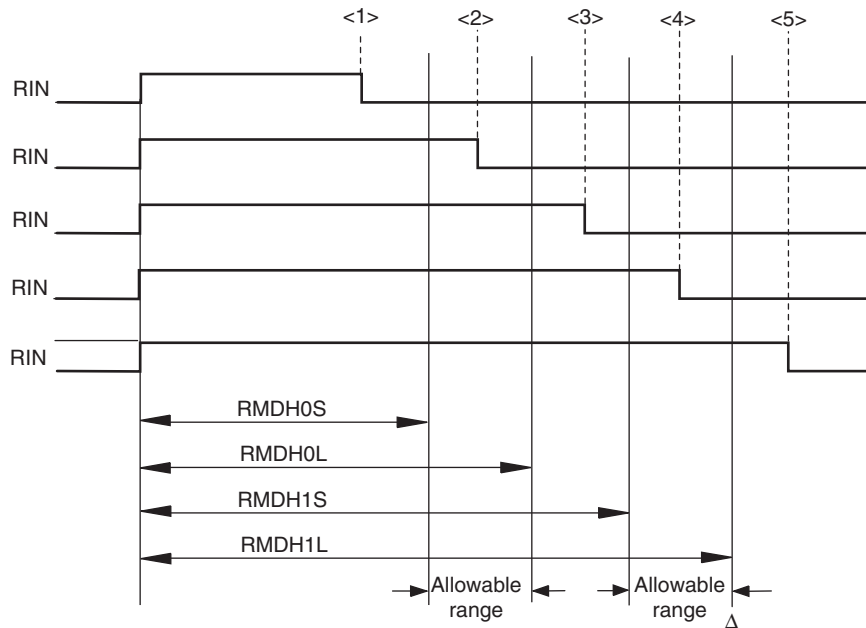 <1> <2> <3> <4> <5>
RIN
RIN
RIN
RIN
RIN
RMDH0S
RMDH0L
RMDH1S
RMDH1L
Allowable range
Allowable range
Δ